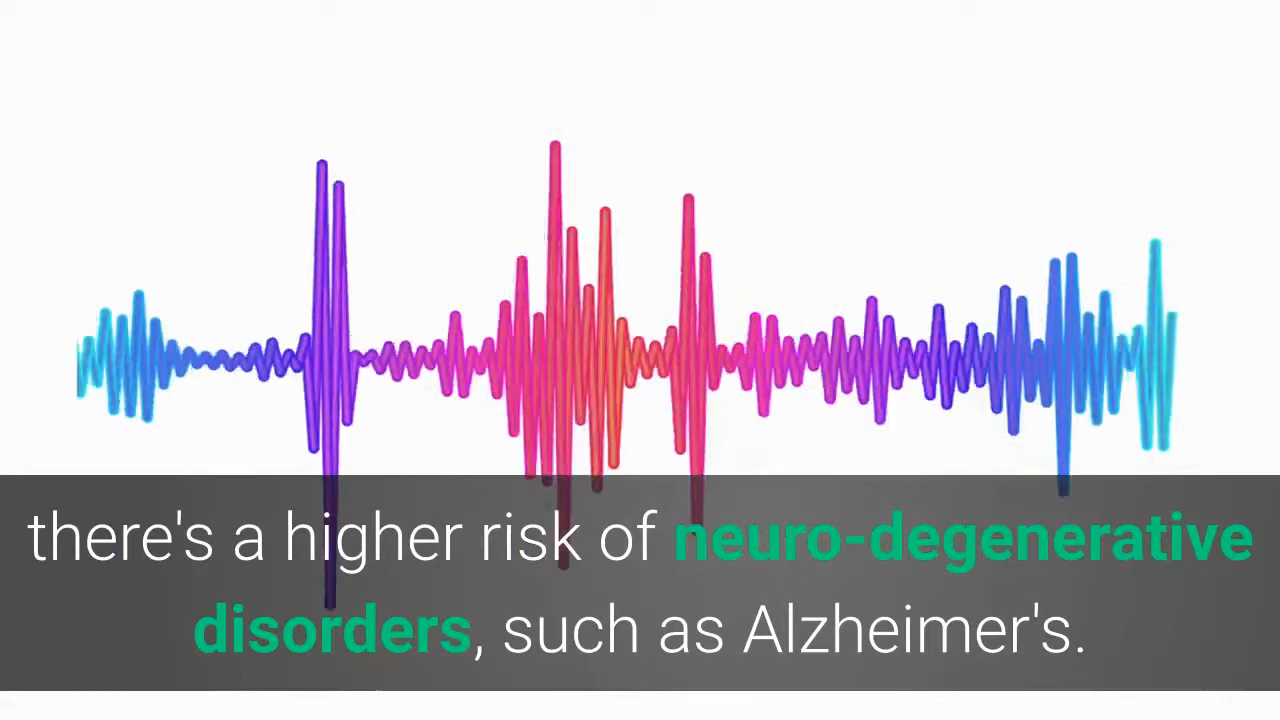 there's a higher risk of neuro-degenerative
disorders, such as Alzheimer's.